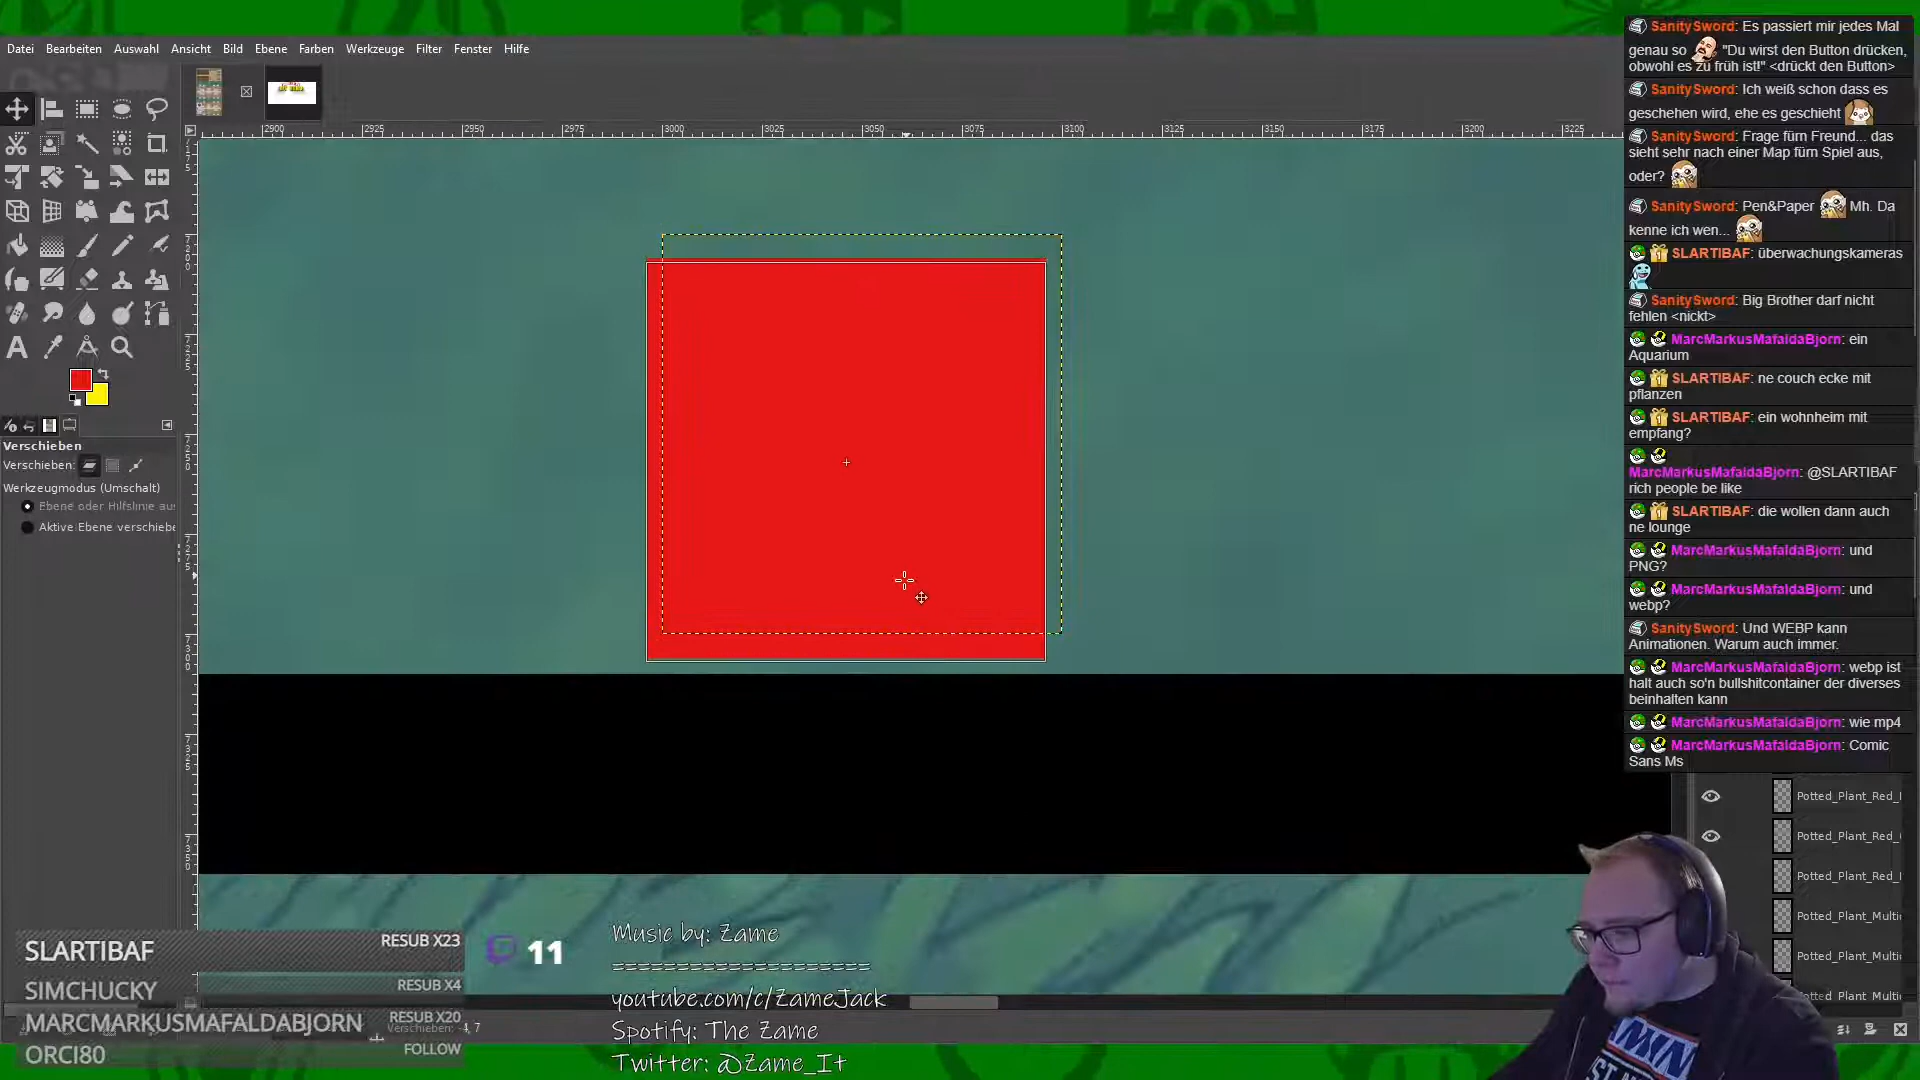 Datei Bearbeiten Auswahl Ansicht Bild Ebene Farben Werkzeuge Filter Fenster Hilfe
2900 2925 2950 2975 3000 3025 3050 3075 3100 3125 3150 3175 3200 3225
Verschieben
Verschieben:
Werkzeugmodus (Umschalt)
Ebene oder Hilfslinie aus
Aktive Ebene verschiebe
SanitySword: Es passiert mir jedes Mal
genau so "Du wirst den Button drücken,
obwohl es zu früh ist!" <drückt den Button>
SanitySword: Ich weiß schon dass es
geschehen wird, ehe es geschieht
SanitySword: Frage fürn Freund... das
sieht sehr nach einer Map fürn Spiel aus,
oder?
SanitySword: Pen&Paper Mh. Da
kenne ich wen...
SLARTIBAF: überwachungskameras
SanitySword: Big Brother darf nicht
fehlen <nickt>
MarcMarkusMafaldaBjorn: ein
Aquarium
SLARTIBAF: ne couch ecke mit
pflanzen
SLARTIBAF: ein wohnheim mit
empfang?
MarcMarkusMafaldaBjorn: @SLARTIBAF
rich people be like
SLARTIBAF: die wollen dann auch
ne lounge
MarcMarkusMafaldaBjorn: und
PNG?
MarcMarkusMafaldaBjorn: und
webp?
SanitySword: Und WEBP kann
Animationen. Warum auch immer.
MarcMarkusMafaldaBjorn: webp ist
halt auch so'n bullshitcontainer der diverses
beinhalten kann
MarcMarkusMafaldaBjorn: wie mp4
MarcMarkusMafaldaBjorn: Comic
Sans Ms
Potted_Plant_Red_
Potted_Plant_Red_
Potted_Plant_Red_
Potted_Plant_Multi
Potted_Plant_Multi
otted_Plant_Multi
SLARTIBAF RESUB X23
SIMCHUCKY RESUB X4
MARCMARKUSMAFALDABJORN RESUB X20
Verschieben: -4, 7
ORCI80 FOLLOW
11
Music by: Zame
====================
youtube.com/c/ZameJack
Spotify: The Zame
Twitter: @Zame_It